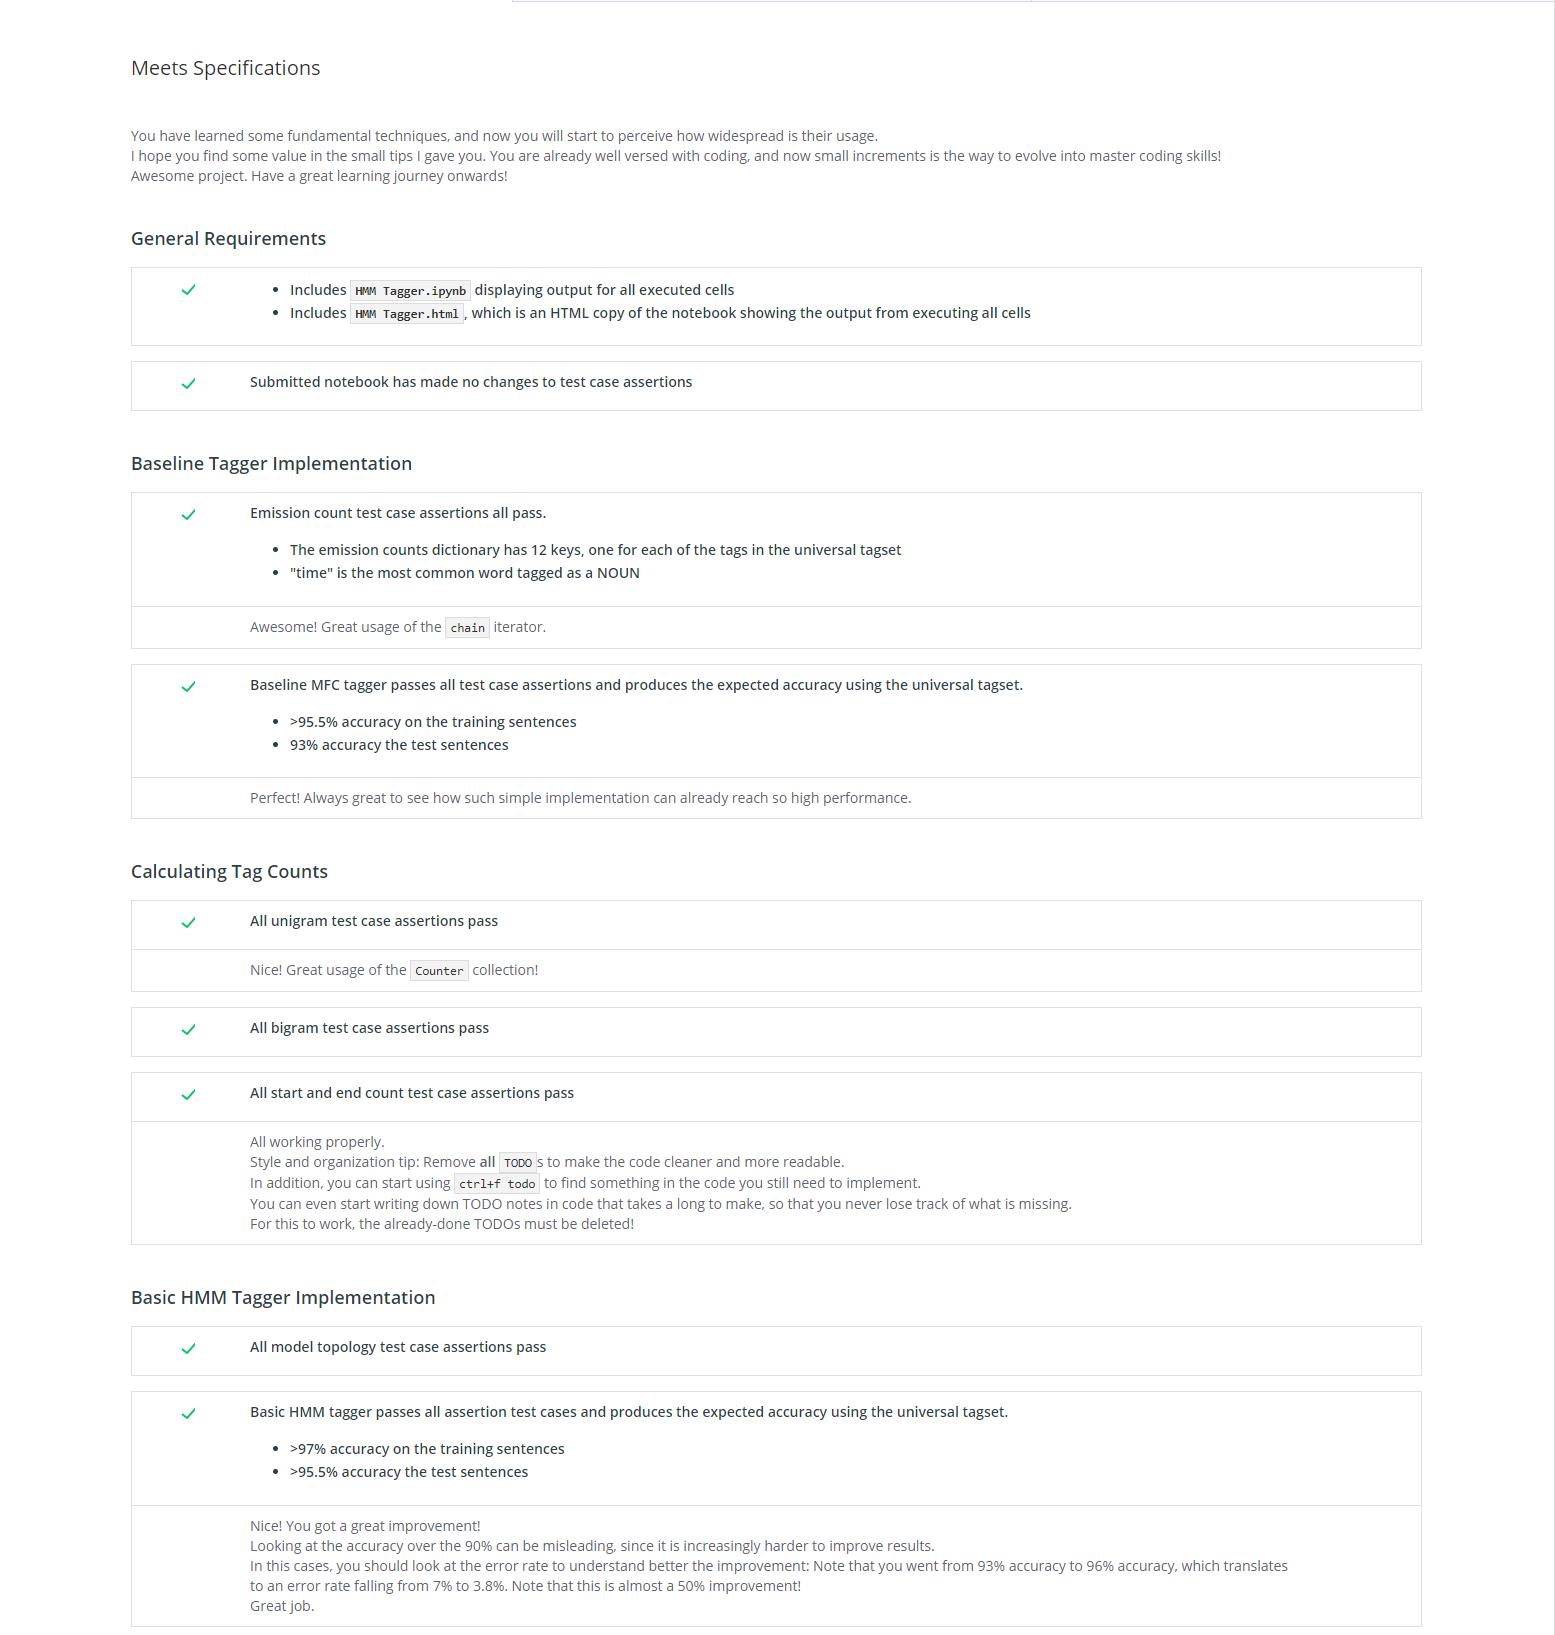 Meets Specifications
You have learned some fundamental techniques, and now you will start to perceive how widespread is their usage.
I hope you find some value in the small tips I gave you. You are already well versed with coding, and now small increments is the way to evolve into master coding skills!
Awesome project. Have a great learning journey onwards!
General Requirements
• Includes HMM Tagger.ipynb displaying output for all executed cells
• Includes HMM Tagger.html, which is an HTML copy of the notebook showing the output from executing all cells
Submitted notebook has made no changes to test case assertions
Baseline Tagger Implementation
Emission count test case assertions all pass.
• The emission counts dictionary has 12 keys, one for each of the tags in the universal tagset
• "time" is the most common word tagged as a NOUN
Awesome! Great usage of the chain iterator.
Baseline MFC tagger passes all test case assertions and produces the expected accuracy using the universal tagset.
• >95.5% accuracy on the training sentences
• 93% accuracy the test sentences
Perfect! Always great to see how such simple implementation can already reach so high performance.
Calculating Tag Counts
All unigram test case assertions pass
Nice! Great usage of the Counter collection!
All bigram test case assertions pass
All start and end count test case assertions pass
All working properly.
Style and organization tip: Remove all TODOs to make the code cleaner and more readable.
In addition, you can start using ctrl+f todo to find something in the code you still need to implement.
You can even start writing down TODO notes in code that takes a long to make, so that you never lose track of what is missing.
For this to work, the already-done TODOs must be deleted!
Basic HMM Tagger Implementation
All model topology test case assertions pass
Basic HMM tagger passes all assertion test cases and produces the expected accuracy using the universal tagset.
• >97% accuracy on the training sentences
• >95.5% accuracy the test sentences
Nice! You got a great improvement!
Looking at the accuracy over the 90% can be misleading, since it is increasingly harder to improve results.
In this cases, you should look at the error rate to understand better the improvement: Note that you went from 93% accuracy to 96% accuracy, which translates
to an error rate falling from 7% to 3.8%. Note that this is almost a 50% improvement!
Great job.